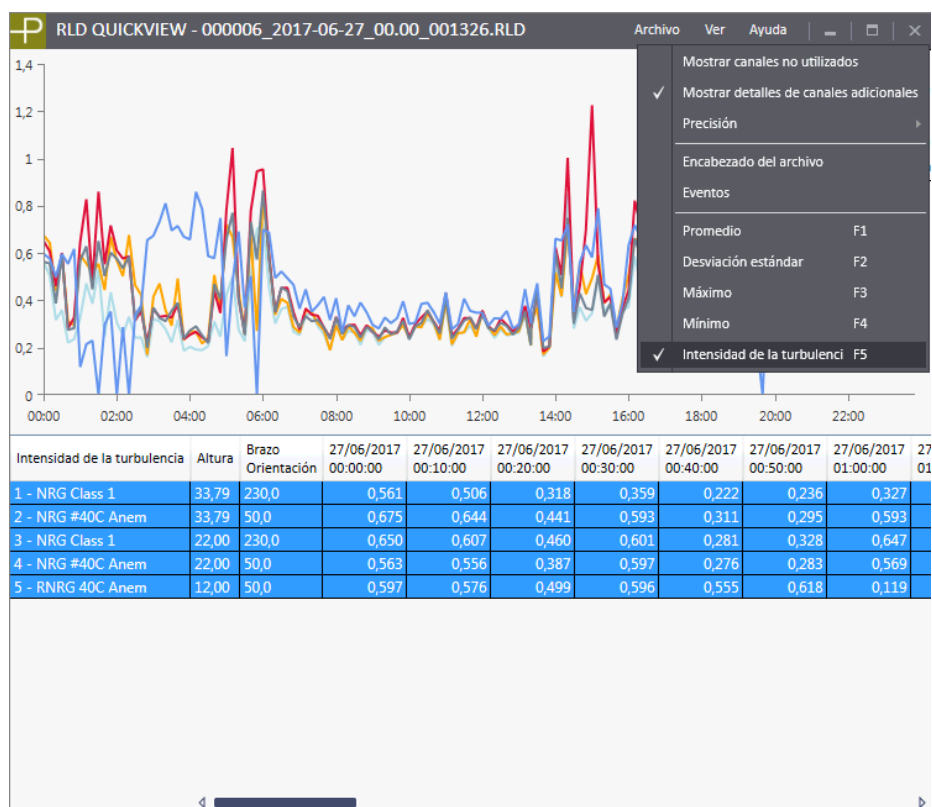 RLD QUICKVIEW - 000006_2017-06-27_00.00_001326.RLD Archivo Ver Ayuda
Mostrar canales no utilizados
✓ Mostrar detalles de canales adicionales
Precisión
Encabezado del archivo
Eventos
Promedio F1
Desviación estándar F2
Máximo F3
Mínimo F4
✓ Intensidad de la turbulenci F5
1,4
1,2
1
0,8
0,6
0,4
0,2
0
00:00 02:00 04:00 06:00 08:00 10:00 12:00 14:00 16:00 18:00 20:00 22:00
Intensidad de la turbulencia Altura Brazo Orientación 27/06/2017 00:00:00 27/06/2017 00:10:00 27/06/2017 00:20:00 27/06/2017 00:30:00 27/06/2017 00:40:00 27/06/2017 00:50:00 27/06/2017 01:00:00 27 01
1 - NRG Class 1 33,79 230,0 0,561 0,506 0,318 0,359 0,222 0,236 0,327
2 - NRG #40C Anem 33,79 50,0 0,675 0,644 0,441 0,593 0,311 0,295 0,593
3 - NRG Class 1 22,00 230,0 0,650 0,607 0,460 0,601 0,281 0,328 0,647
4 - NRG #40C Anem 22,00 50,0 0,563 0,556 0,387 0,597 0,276 0,283 0,569
5 - RNRG 40C Anem 12,00 50,0 0,597 0,576 0,499 0,596 0,555 0,618 0,119